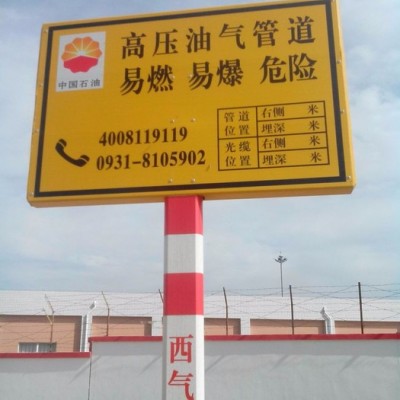 高压油气管道
易燃 易爆 危险
中国石油
4008119119
0931-8105902
管道 右侧 米
位置 埋深 米
光缆 右侧 米
位置 埋深 米
西气